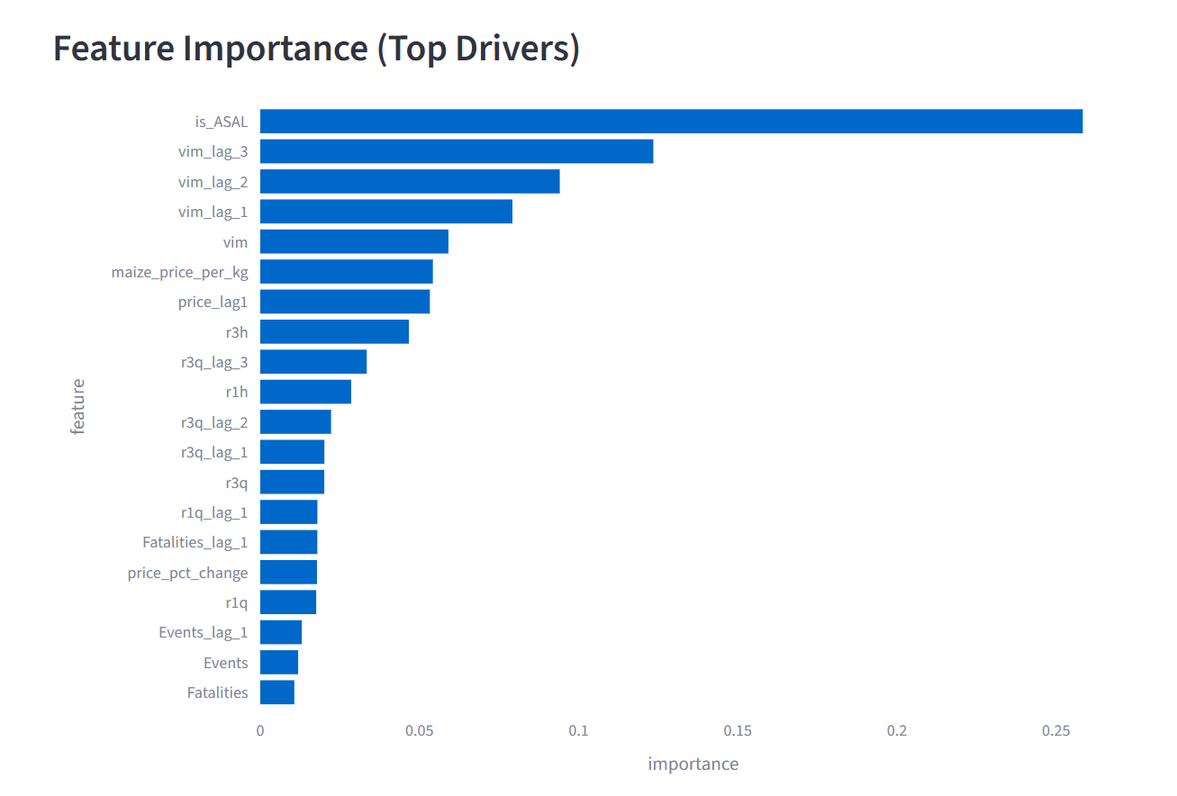 Feature Importance (Top Drivers)
is_ASAL
vim_lag_3
vim_lag_2
vim_lag_1
vim
maize_price_per_kg
price_lag1
r3h
r3q_lag_3
r1h
r3q_lag_2
r3q_lag_1
r3q
r1q_lag_1
Fatalities_lag_1
price_pct_change
r1q
Events_lag_1
Events
Fatalities
feature
0 0.05 0.1 0.15 0.2 0.25
importance